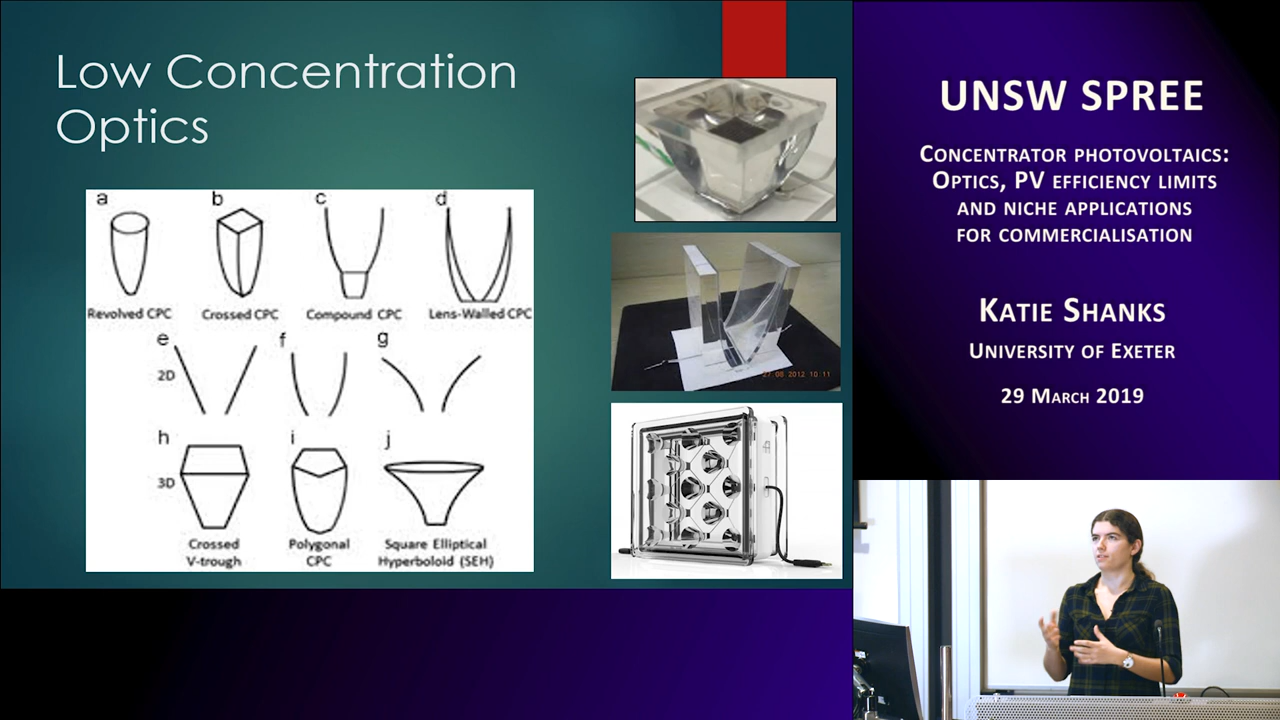 Low Concentration
Optics
a
b
c
d
Revolved CPC
Crossed CPC
Compound CPC
Lens-Walled CPC
e
f
g
2D
h
i
j
3D
Crossed
V-trough
Polygonal
CPC
Square Elliptical
Hyperboloid (SEH)
27.08.2012 10:11
UNSW SPREE
Concentrator photovoltaics:
Optics, PV efficiency limits
and niche applications
for commercialisation
Katie Shanks
University of Exeter
29 March 2019